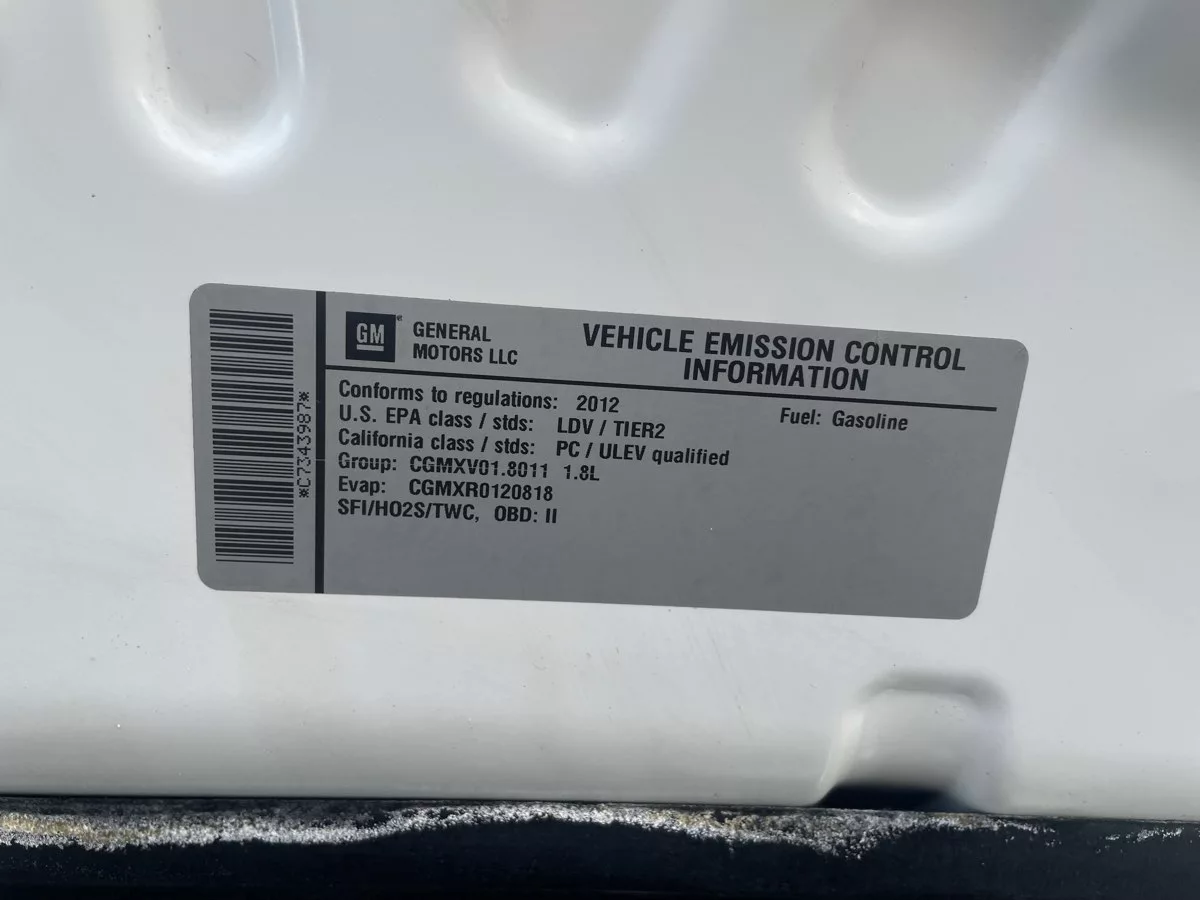 GM®
GENERAL
MOTORS LLC
VEHICLE EMISSION CONTROL
INFORMATION
Conforms to regulations: 2012
Fuel: Gasoline
U.S. EPA class / stds: LDV / TIER2
California class / stds: PC / ULEV qualified
Group: CGMXV01.8011 1.8L
Evap: CGMXR0120818
SFI/HO2S/TWC, OBD: II
*C7343987*